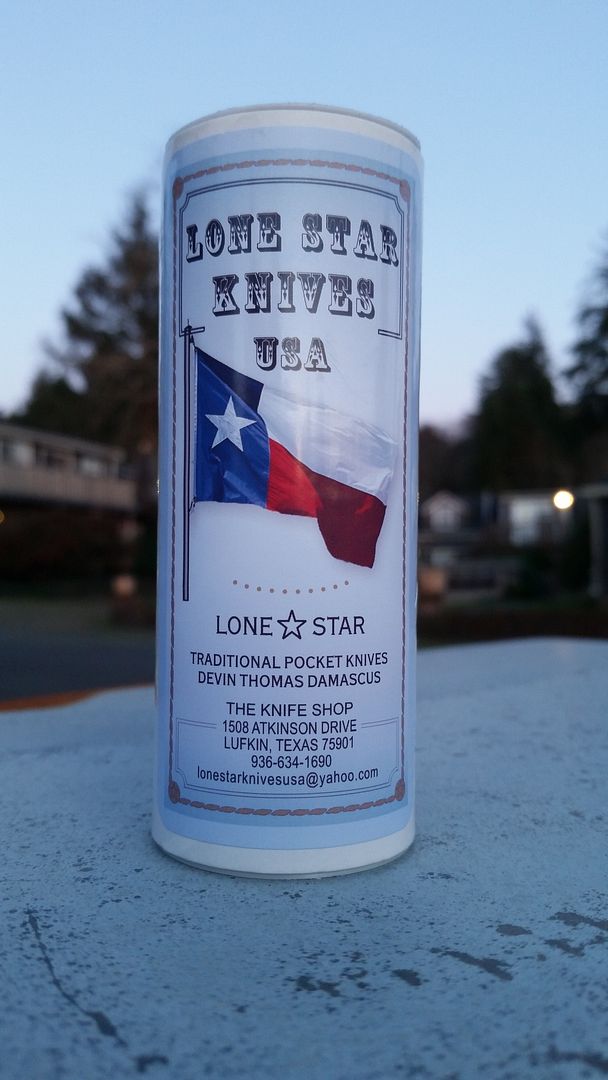 LONE STAR
KNIVES
USA
LONE STAR
TRADITIONAL POCKET KNIVES
DEVIN THOMAS DAMASCUS
THE KNIFE SHOP
1508 ATKINSON DRIVE
LUFKIN, TEXAS 75901
936-634-1690
lonestarknivesusa@yahoo.com